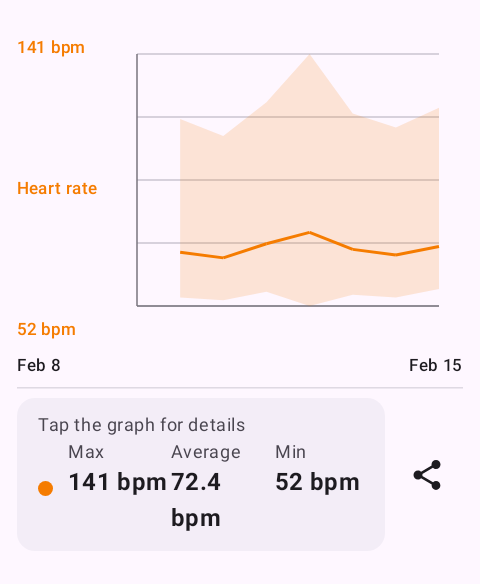 141 bpm
Heart rate
52 bpm
Feb 8 Feb 15
Tap the graph for details
Max Average Min
141 bpm 72.4 bpm 52 bpm